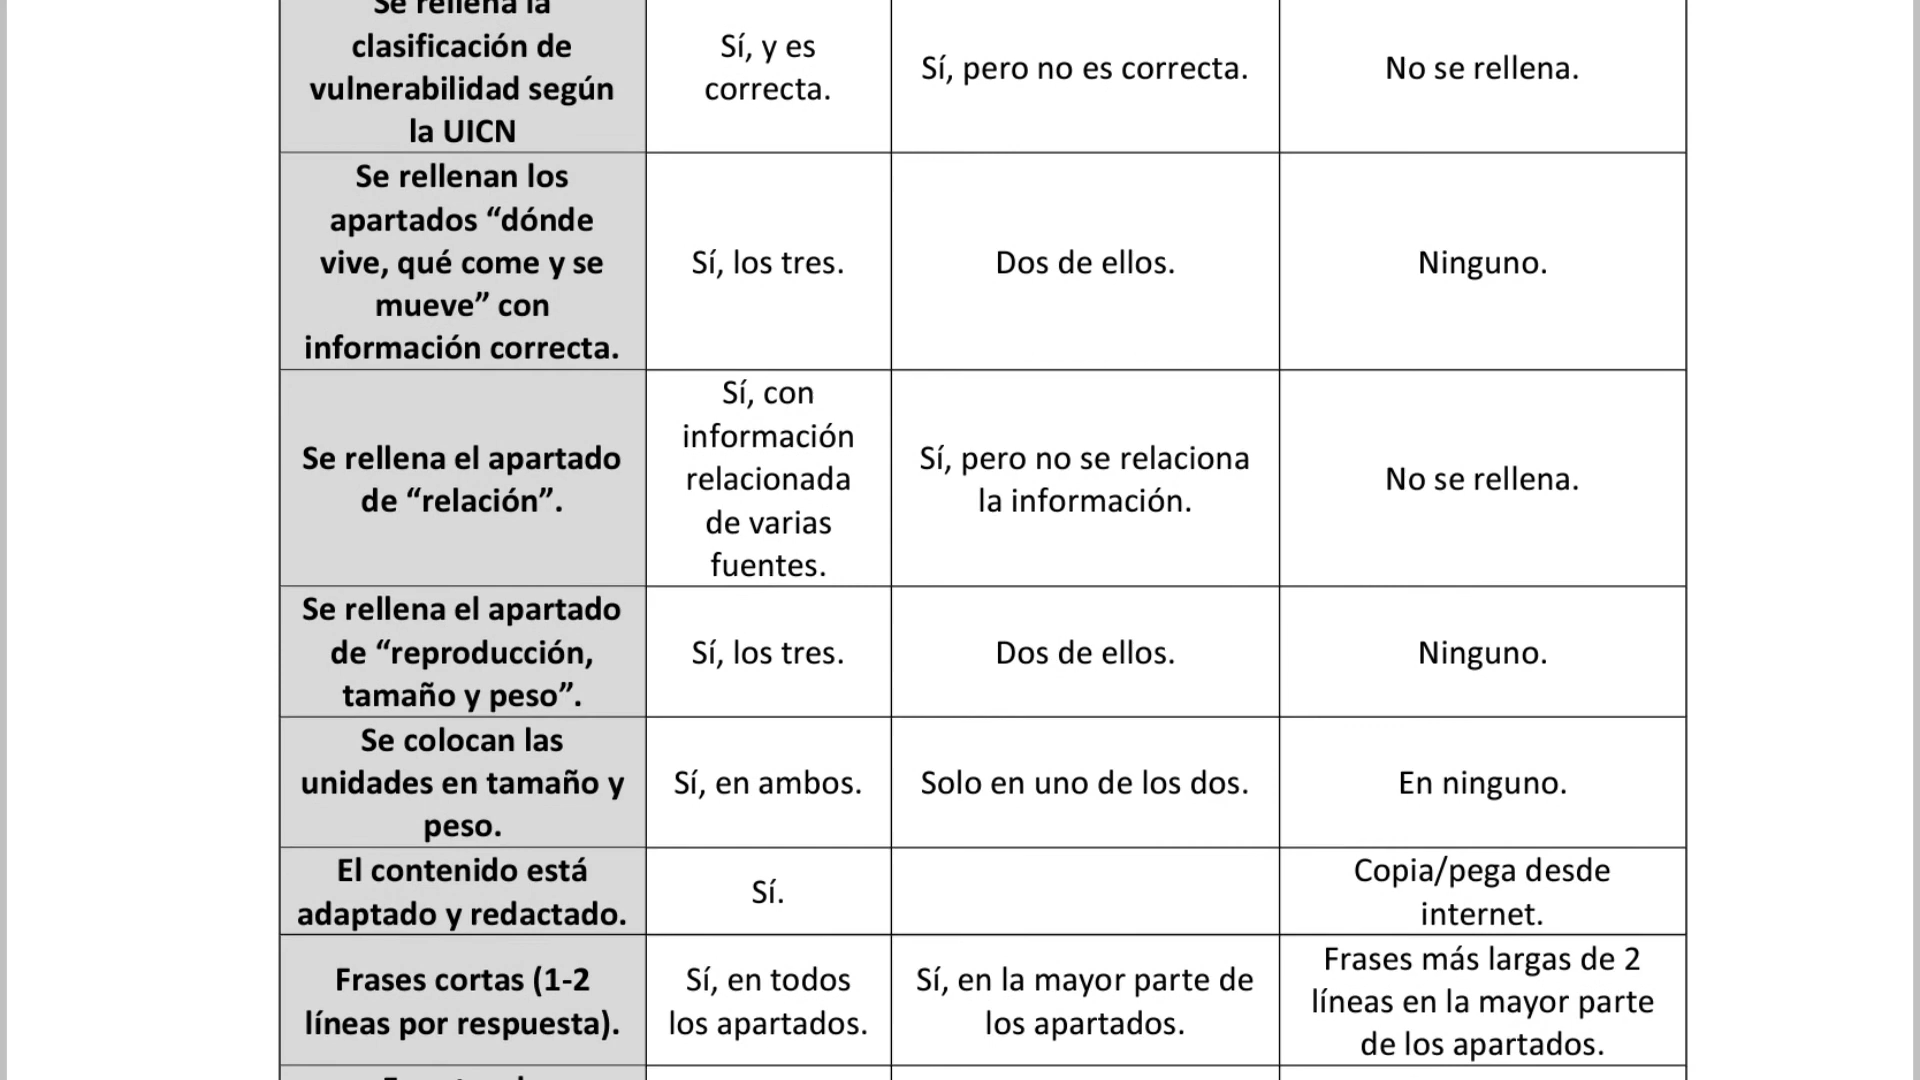 Se rellena la
clasificación de
vulnerabilidad según
la UICN
Sí, y es
correcta.
Sí, pero no es correcta.
No se rellena.
Se rellenan los
apartados “dónde
vive, qué come y se
mueve” con
información correcta.
Sí, los tres.
Dos de ellos.
Ninguno.
Se rellena el apartado
de “relación”.
Sí, con
información
relacionada
de varias
fuentes.
Sí, pero no se relaciona
la información.
No se rellena.
Se rellena el apartado
de “reproducción,
tamaño y peso”.
Sí, los tres.
Dos de ellos.
Ninguno.
Se colocan las
unidades en tamaño y
peso.
Sí, en ambos.
Solo en uno de los dos.
En ninguno.
El contenido está
adaptado y redactado.
Sí.
Copia/pega desde
internet.
Frases cortas (1-2
líneas por respuesta).
Sí, en todos
los apartados.
Sí, en la mayor parte de
los apartados.
Frases más largas de 2
líneas en la mayor parte
de los apartados.